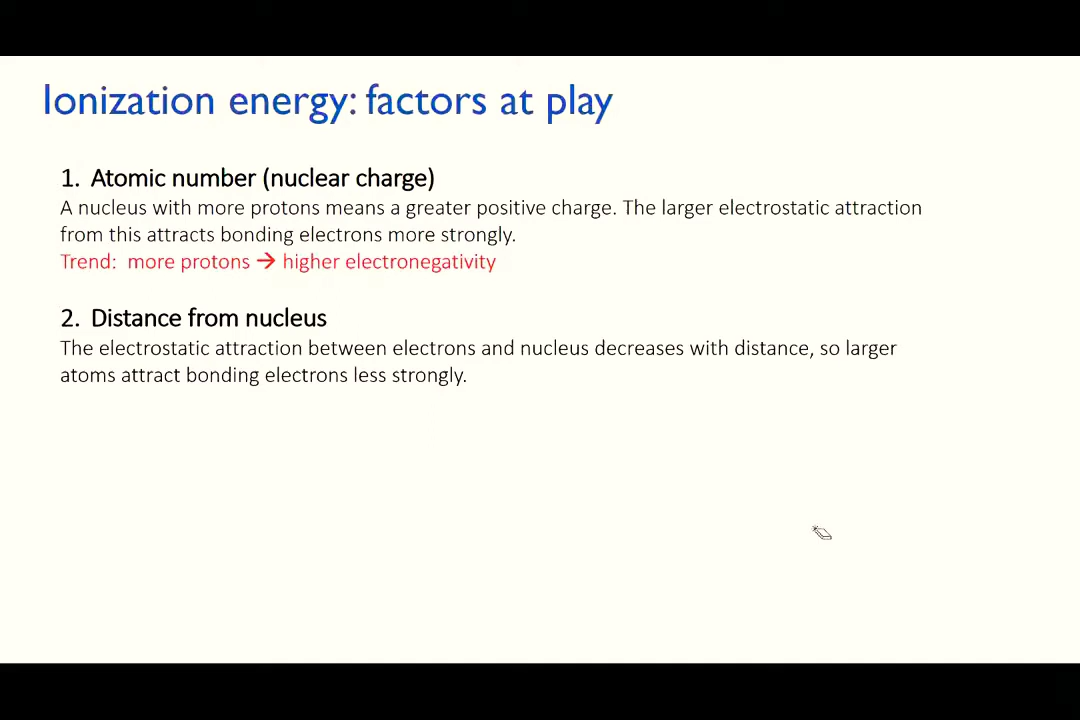 Ionization energy: factors at play
1. Atomic number (nuclear charge)
A nucleus with more protons means a greater positive charge. The larger electrostatic attraction
from this attracts bonding electrons more strongly.
Trend: more protons → higher electronegativity
2. Distance from nucleus
The electrostatic attraction between electrons and nucleus decreases with distance, so larger
atoms attract bonding electrons less strongly.